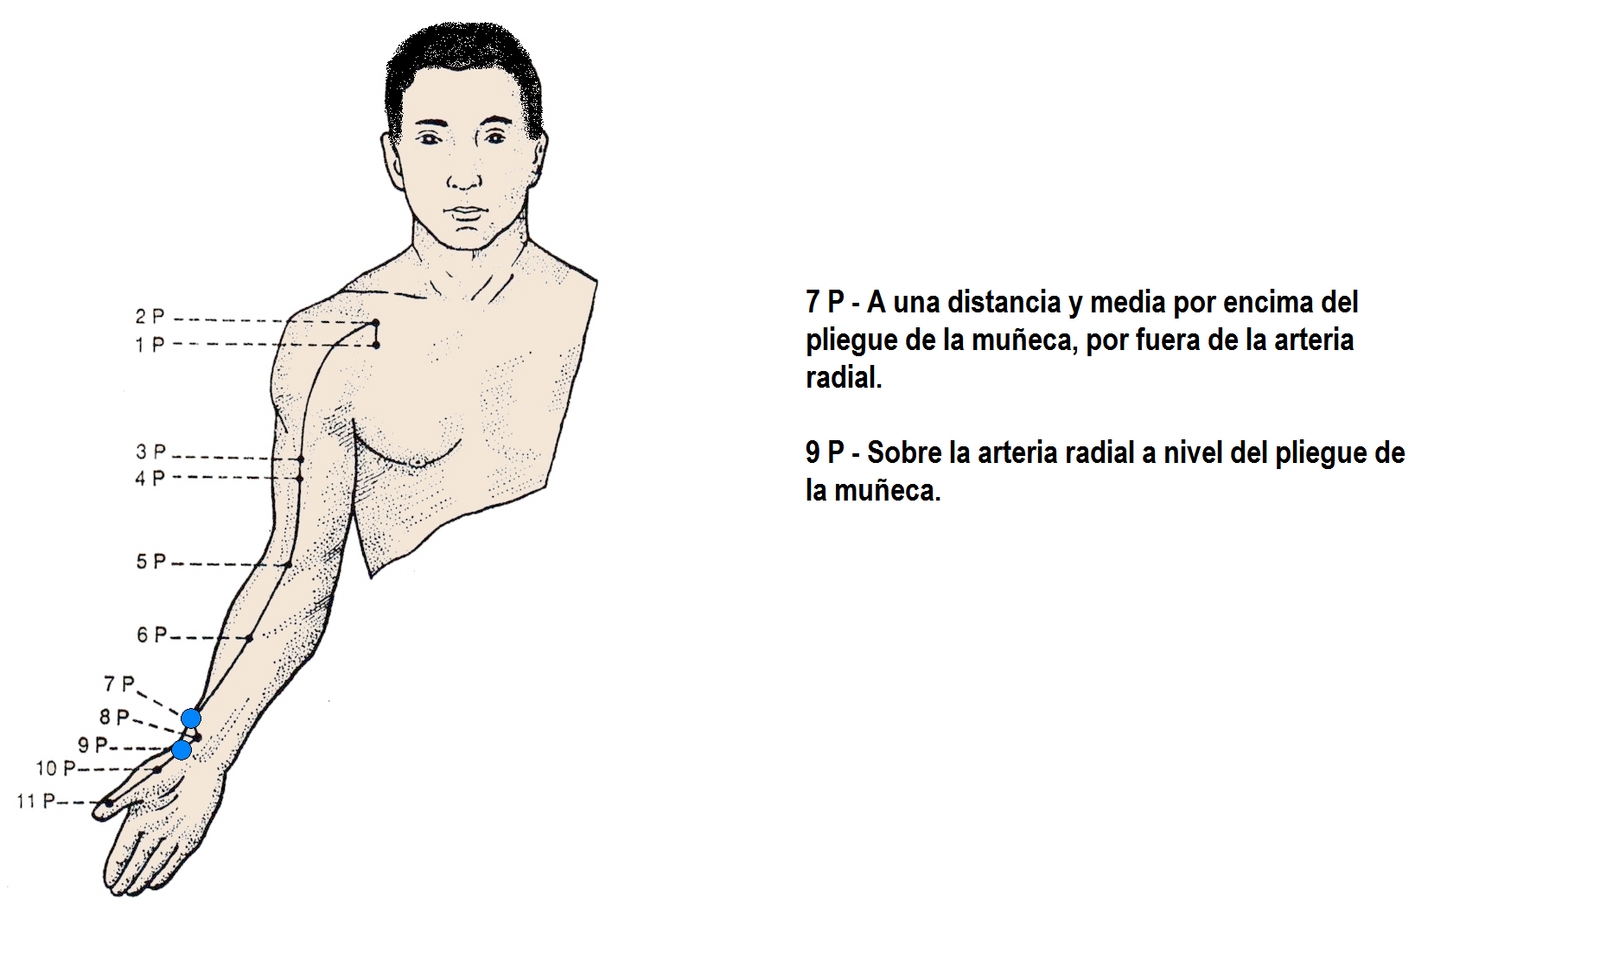 2 P
1 P
3 P
4 P
5 P
6 P
7 P
8 P
9 P
10 P
11 P
7 P - A una distancia y media por encima del
pliegue de la muñeca, por fuera de la arteria
radial.
9 P - Sobre la arteria radial a nivel del pliegue de
la muñeca.